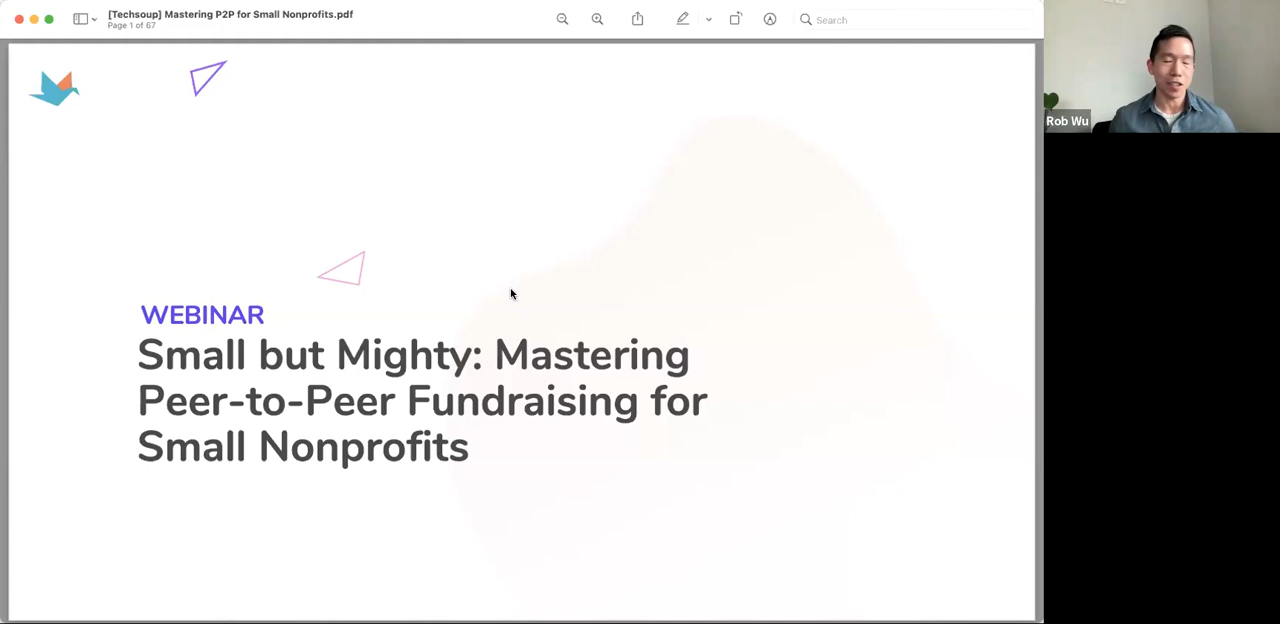 [Techsoup] Mastering P2P for Small Nonprofits.pdf
Page 1 of 67
Search
Rob Wu
WEBINAR
Small but Mighty: Mastering
Peer-to-Peer Fundraising for
Small Nonprofits